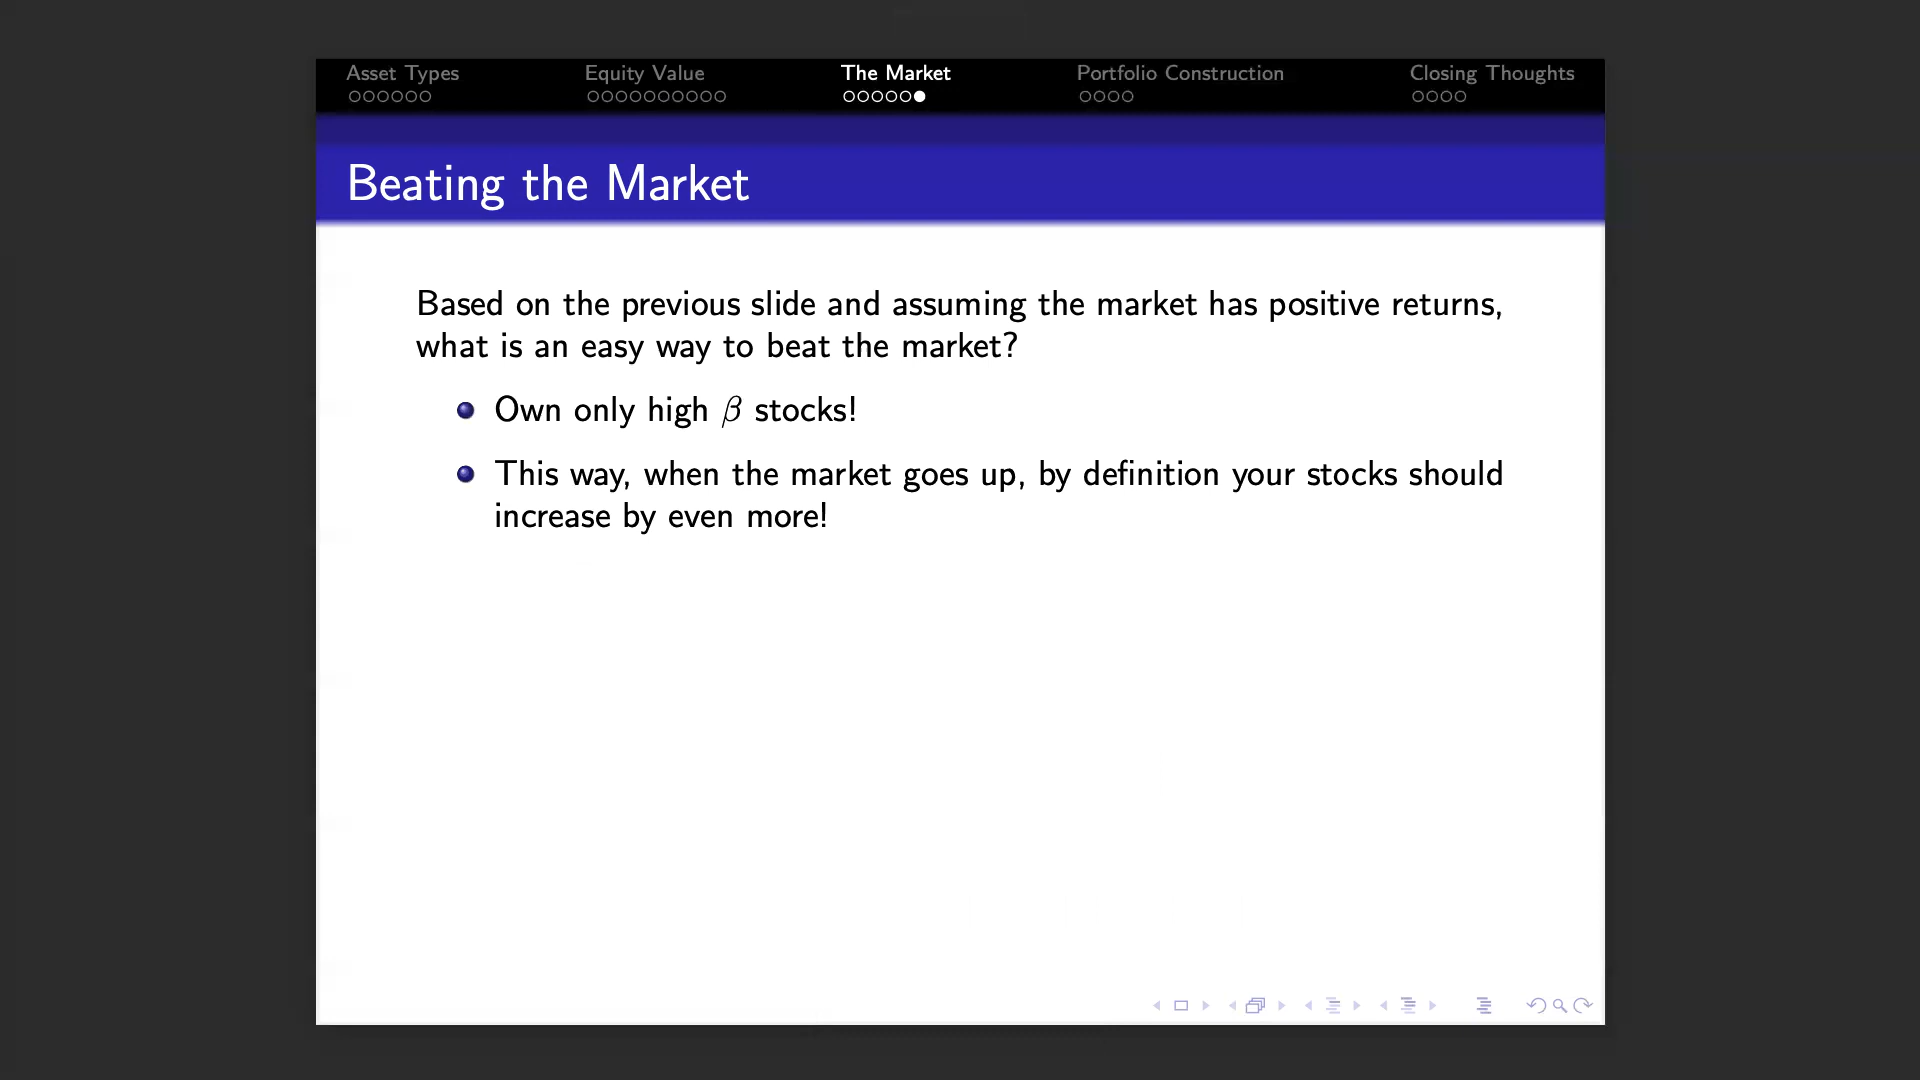 Asset Types
Equity Value
The Market
Portfolio Construction
Closing Thoughts
Beating the Market
Based on the previous slide and assuming the market has positive returns,
what is an easy way to beat the market?
Own only high β stocks!
This way, when the market goes up, by definition your stocks should
increase by even more!